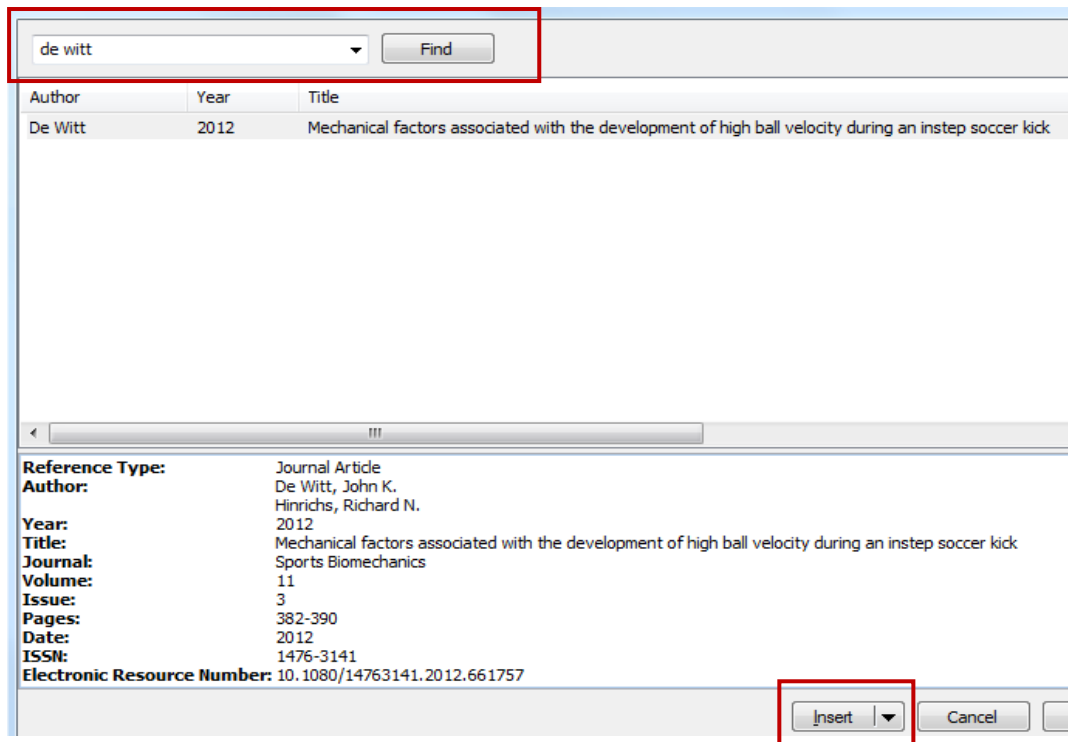 de witt Find
Author Year Title
De Witt 2012 Mechanical factors associated with the development of high ball velocity during an instep soccer kick
Reference Type: Journal Article
Author: De Witt, John K.
Hinrichs, Richard N.
Year: 2012
Title: Mechanical factors associated with the development of high ball velocity during an instep soccer kick
Journal: Sports Biomechanics
Volume: 11
Issue: 3
Pages: 382-390
Date: 2012
ISSN: 1476-3141
Electronic Resource Number: 10.1080/14763141.2012.661757
Insert Cancel